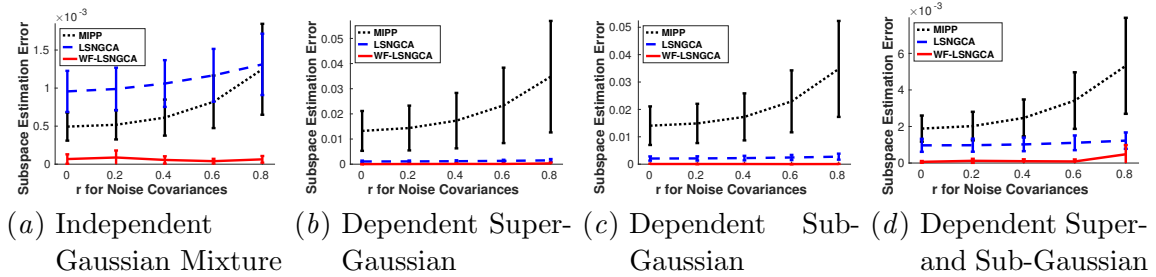 ×10⁻³
Subspace Estimation Error
1.5
1
0.5
0
MIPP
LSNGCA
WF-LSNGCA
0 0.2 0.4 0.6 0.8
r for Noise Covariances
(a) Independent
Gaussian Mixture
Subspace Estimation Error
0.05
0.04
0.03
0.02
0.01
0
MIPP
LSNGCA
WF-LSNGCA
0 0.2 0.4 0.6 0.8
r for Noise Covariances
(b) Dependent Super-
Gaussian
Subspace Estimation Error
0.05
0.04
0.03
0.02
0.01
0
MIPP
LSNGCA
WF-LSNGCA
0 0.2 0.4 0.6 0.8
r for Noise Covariances
(c) Dependent Sub-
Gaussian
×10⁻³
Subspace Estimation Error
6
4
2
0
MIPP
LSNGCA
WF-LSNGCA
0 0.2 0.4 0.6 0.8
r for Noise Covariances
(d) Dependent Super-
and Sub-Gaussian